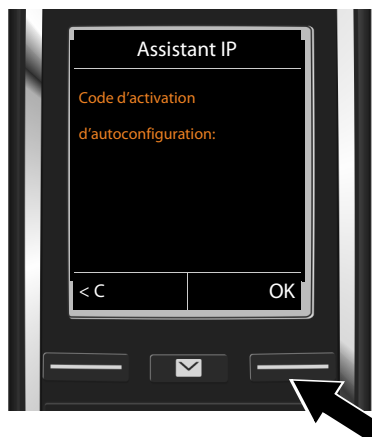 Assistant IP
Code d’activation
d’autoconfiguration:
< C
OK